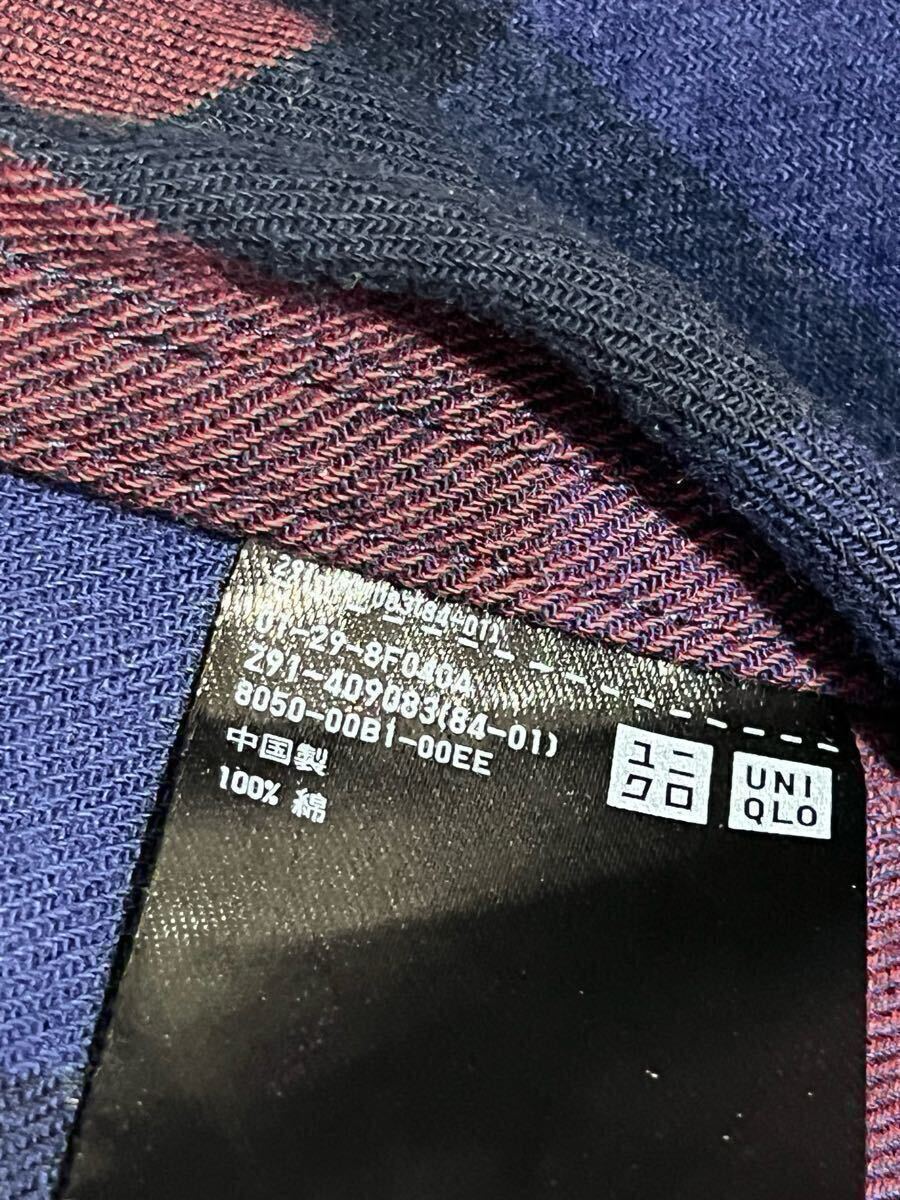 01-29-8F040A
Z91-409083(84-01)
8050-00B1-00EE
中国製
100% 綿
ユニ
クロ
UNI
QLO